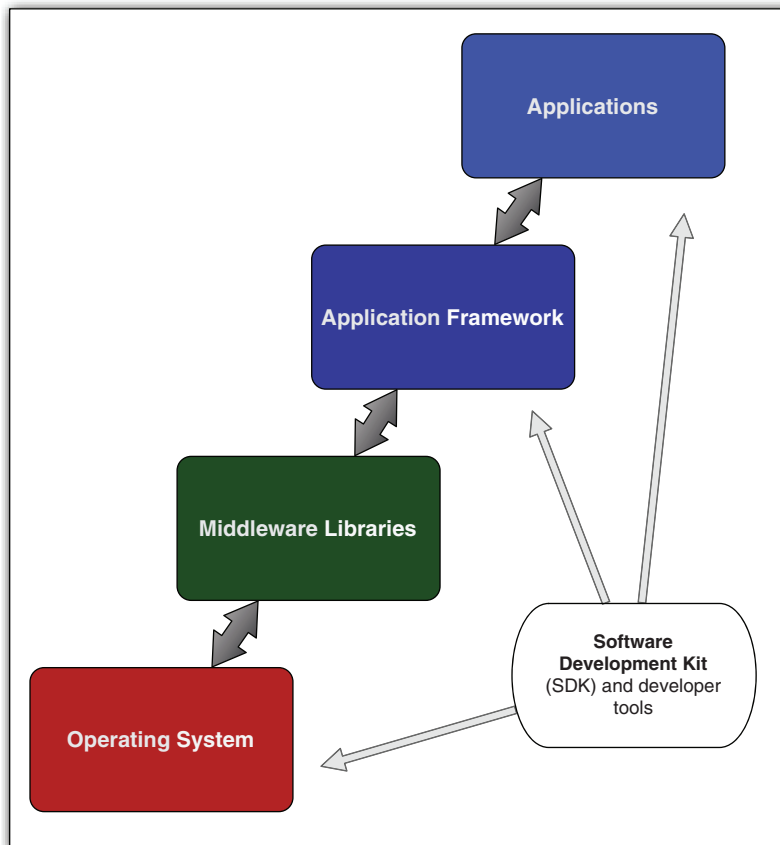 Applications
Application Framework
Middleware Libraries
Software
Development Kit
(SDK) and developer
tools
Operating System